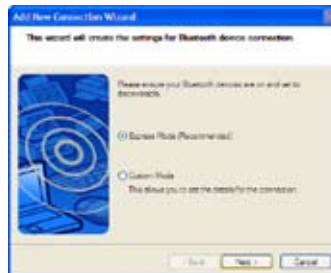 Add New Connection Wizard
This wizard will create the settings for Bluetooth device connection.
Please ensure your Bluetooth devices are on and set to
discoverable.
Express Mode (Recommended)
Custom Mode
This allows you to set the details for the connection.
< Back
Next >
Cancel